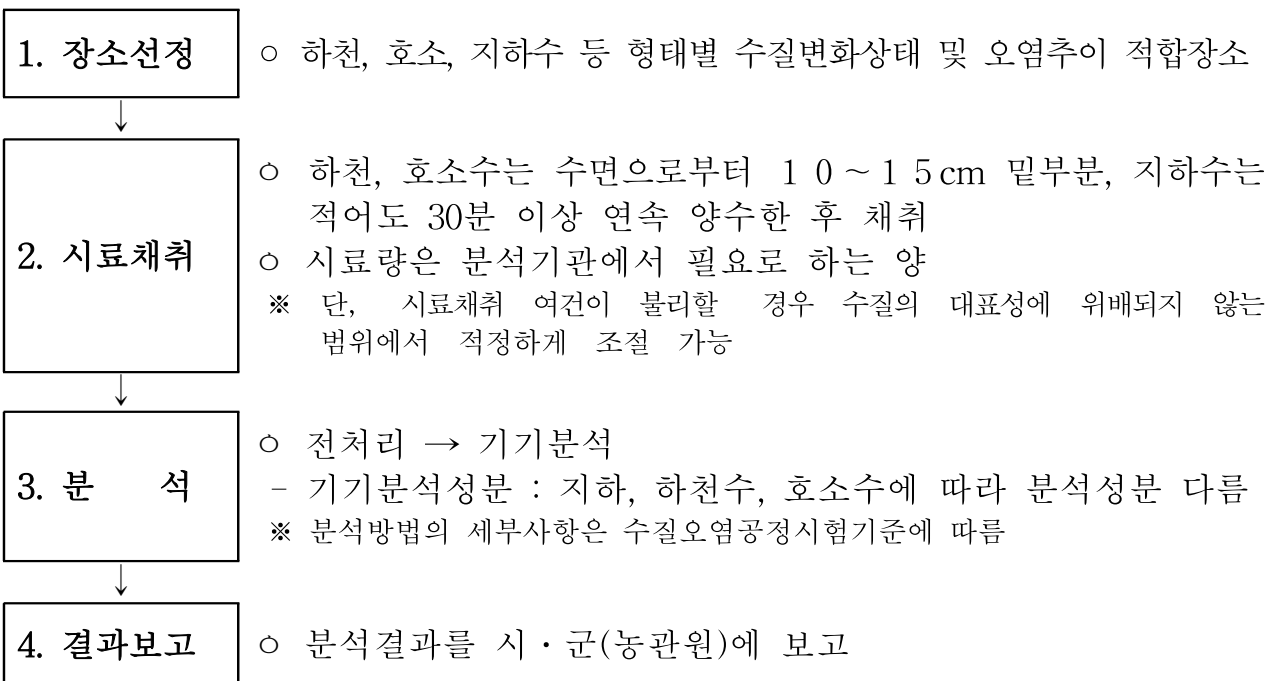 1. 장소선정
○ 하천, 호소, 지하수 등 형태별 수질변화상태 및 오염추이 적합장소
↓
2. 시료채취
○ 하천, 호소수는 수면으로부터 １０～１５cm 밑부분, 지하수는
적어도 30분 이상 연속 양수한 후 채취
○ 시료량은 분석기관에서 필요로 하는 양
※ 단, 시료채취 여건이 불리할 경우 수질의 대표성에 위배되지 않는
범위에서 적정하게 조절 가능
↓
3. 분 석
○ 전처리 → 기기분석
- 기기분석성분 : 지하, 하천수, 호소수에 따라 분석성분 다름
※ 분석방법의 세부사항은 수질오염공정시험기준에 따름
↓
4. 결과보고
○ 분석결과를 시・군(농관원)에 보고